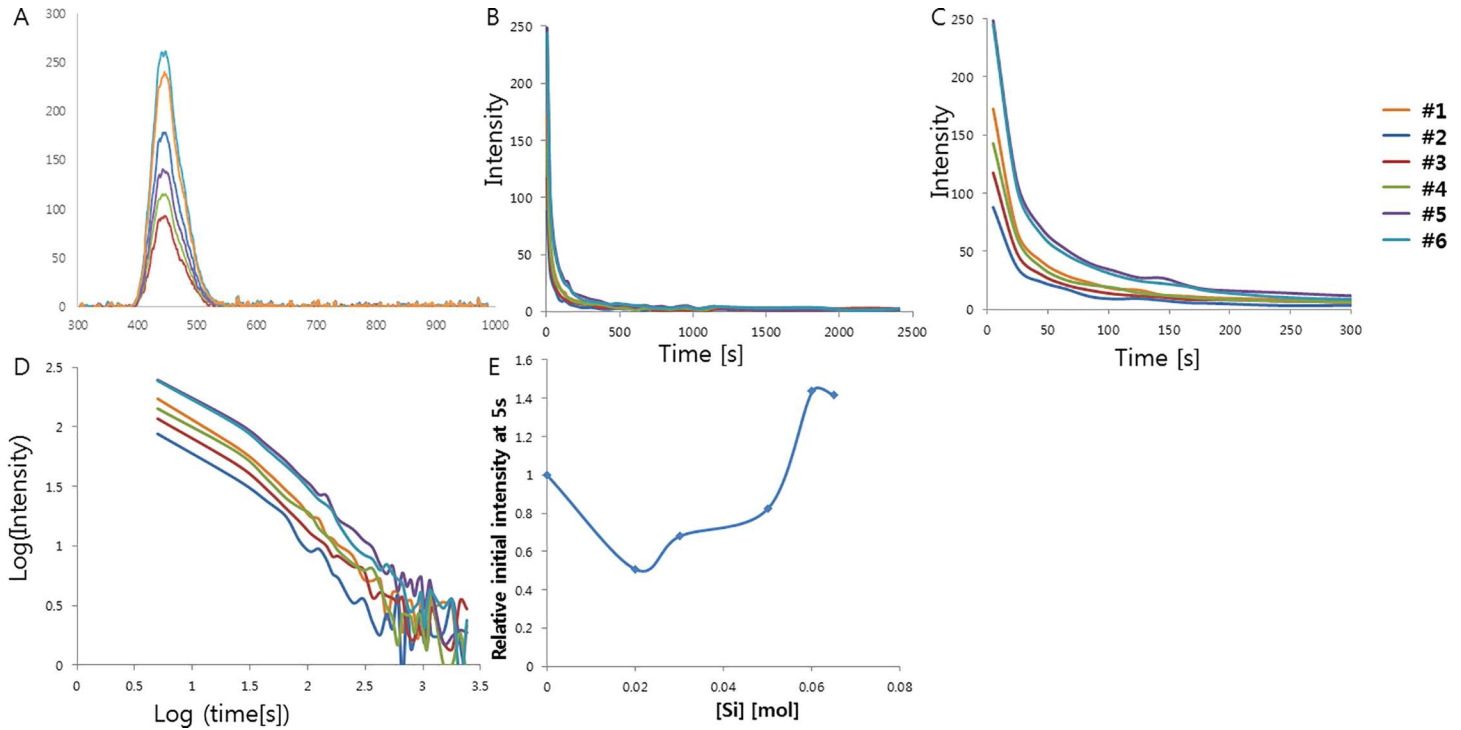 A
300
250
200
150
100
50
0
300 400 500 600 700 800 900 1000
B
Intensity
250
200
150
100
50
0
0 500 1000 1500 2000 2500
Time [s]
C
Intensity
250
200
150
100
50
0
0 50 100 150 200 250 300
Time [s]
#1
#2
#3
#4
#5
#6
D
Log(Intensity)
2.5
2
1.5
1
0.5
0
0 0.5 1 1.5 2 2.5 3 3.5
Log (time[s])
E
Relative initial intensity at 5s
1.6
1.4
1.2
1
0.8
0.6
0.4
0.2
0
0 0.02 0.04 0.06 0.08
[Si] [mol]